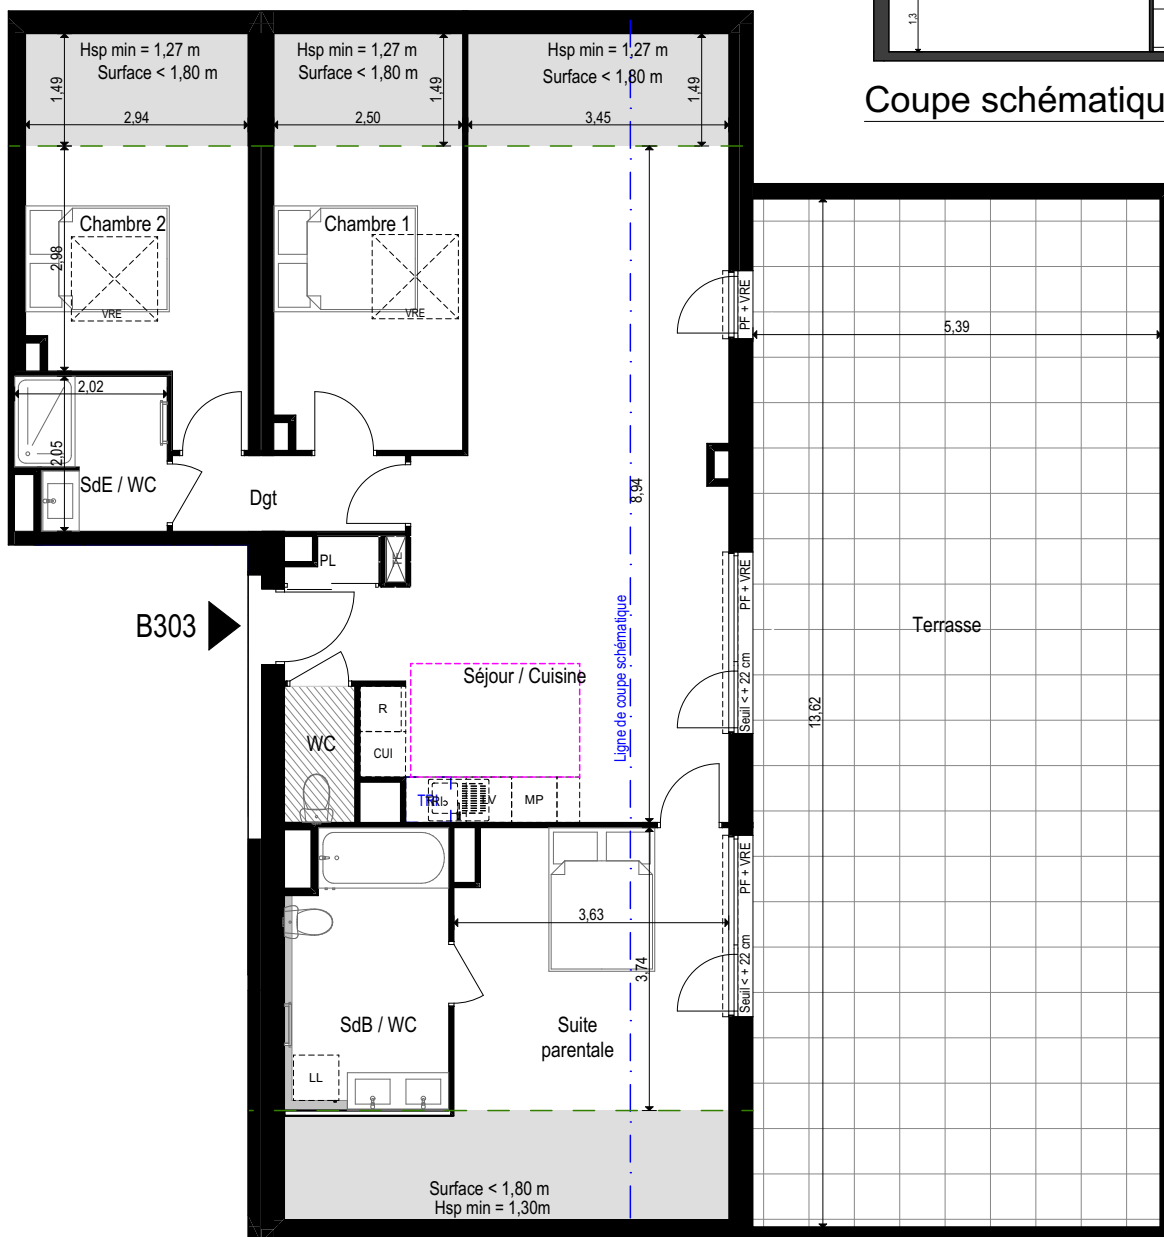 1,3
Coupe schématiqu
Hsp min = 1,27 m
Surface < 1,80 m
Hsp min = 1,27 m
Surface < 1,80 m
Hsp min = 1,27 m
Surface < 1,80 m
1,49
1,49
1,49
2,94
2,50
3,45
Chambre 2
Chambre 1
2,98
VRE
VRE
PF + VRE
5,39
2,02
2,05
SdE / WC
Dgt
8,94
PL
TE
PF + VRE
Seuil < + 22 cm
B303
Ligne de coupe schématique
Terrasse
Séjour / Cuisine
13,62
R
CUI
WC
TRI
LV
MP
PF + VRE
Seuil < + 22 cm
3,63
3,74
SdB / WC
Suite
parentale
LL
Surface < 1,80 m
Hsp min = 1,30m